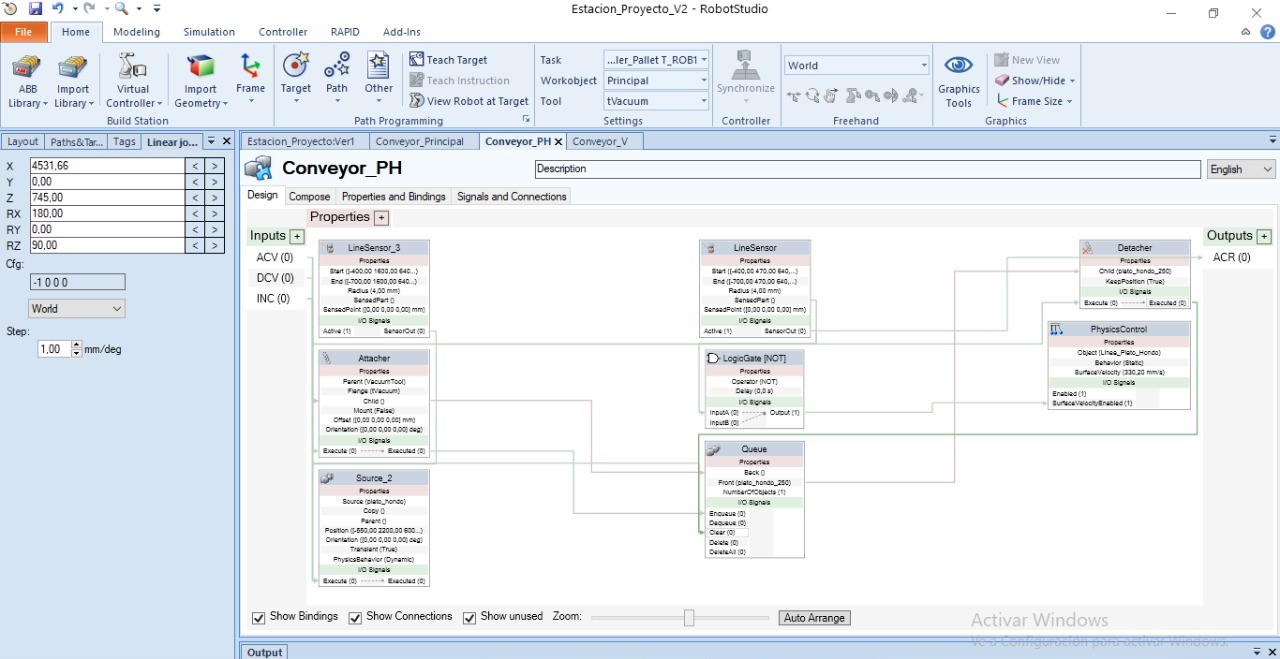 Estacion_Proyecto_V2 - RobotStudio
File Home Modeling Simulation Controller RAPID Add-Ins
ABB Library
Import Library
Virtual Controller
Import Geometry
Frame
Target
Path
Other
Teach Target
Teach Instruction
View Robot at Target
Task ...ler_Pallet T_ROB1
Workobject Principal
Tool tVacuum
Synchronize
World
Graphics Tools
New View
Show/Hide
Frame Size
Build Station
Path Programming
Settings
Controller
Freehand
Graphics
Layout Paths&Tar... Tags Linear jo...
X 4531,66 < >
Y 0,00 < >
Z 745,00 < >
RX 180,00 < >
RY 0,00 < >
RZ 90,00 < >
Cfg:
-1 0 0 0
World
Step:
1,00 mm/deg
Estacion_Proyecto:Ver1 Conveyor_Principal Conveyor_PH Conveyor_V
Conveyor_PH
Description
English
Design Compose Properties and Bindings Signals and Connections
Properties +
Inputs +
ACV (0)
DCV (0)
INC (0)
Outputs +
ACR (0)
LineSensor_3
Properties
Start ([-400,00 1600,00 640...)
End ([-700,00 1600,00 640...)
Radius (4,00 mm)
SensedPart ()
SensedPoint ([0,00 0,00 0,00] mm)
I/O Signals
Active (1) SensorOut (0)
Attacher
Properties
Parent (VacuumTool)
Flange (tVacuum)
Child ()
Mount (False)
Offset ([0,00 0,00 0,00] mm)
Orientation ([0,00 0,00 0,00] deg)
I/O Signals
Execute (0) Executed (0)
Source_2
Properties
Source (plato_hondo)
Copy ()
Parent ()
Position ([-550,00 2200,00 600...)
Orientation ([0,00 0,00 0,00] deg)
Transient (True)
PhysicsBehavior (Dynamic)
I/O Signals
Execute (0) Executed (0)
LineSensor
Properties
Start ([-400,00 470,00 640,...)
End ([-700,00 470,00 640,...)
Radius (4,00 mm)
SensedPart ()
SensedPoint ([0,00 0,00 0,00] mm)
I/O Signals
Active (1) SensorOut (0)
LogicGate [NOT]
Properties
Operator (NOT)
Delay (0,0 s)
I/O Signals
InputA (0) Output (1)
InputB (0)
Queue
Properties
Back ()
Front (plato_hondo_250)
NumberOfObjects (1)
I/O Signals
Enqueue (0)
Dequeue (0)
Clear (0)
Delete (0)
DeleteAll (0)
Detacher
Properties
Child (plato_hondo_250)
KeepPosition (True)
I/O Signals
Execute (0) Executed (0)
PhysicsControl
Properties
Object (Linea_Plato_Hondo)
Behavior (Static)
SurfaceVelocity (330,20 mm/s)
I/O Signals
Enabled (1)
SurfaceVelocityEnabled (1)
Show Bindings Show Connections Show unused Zoom: Auto Arrange
Activar Windows
Ve a Configuración para activar Windows.
Output